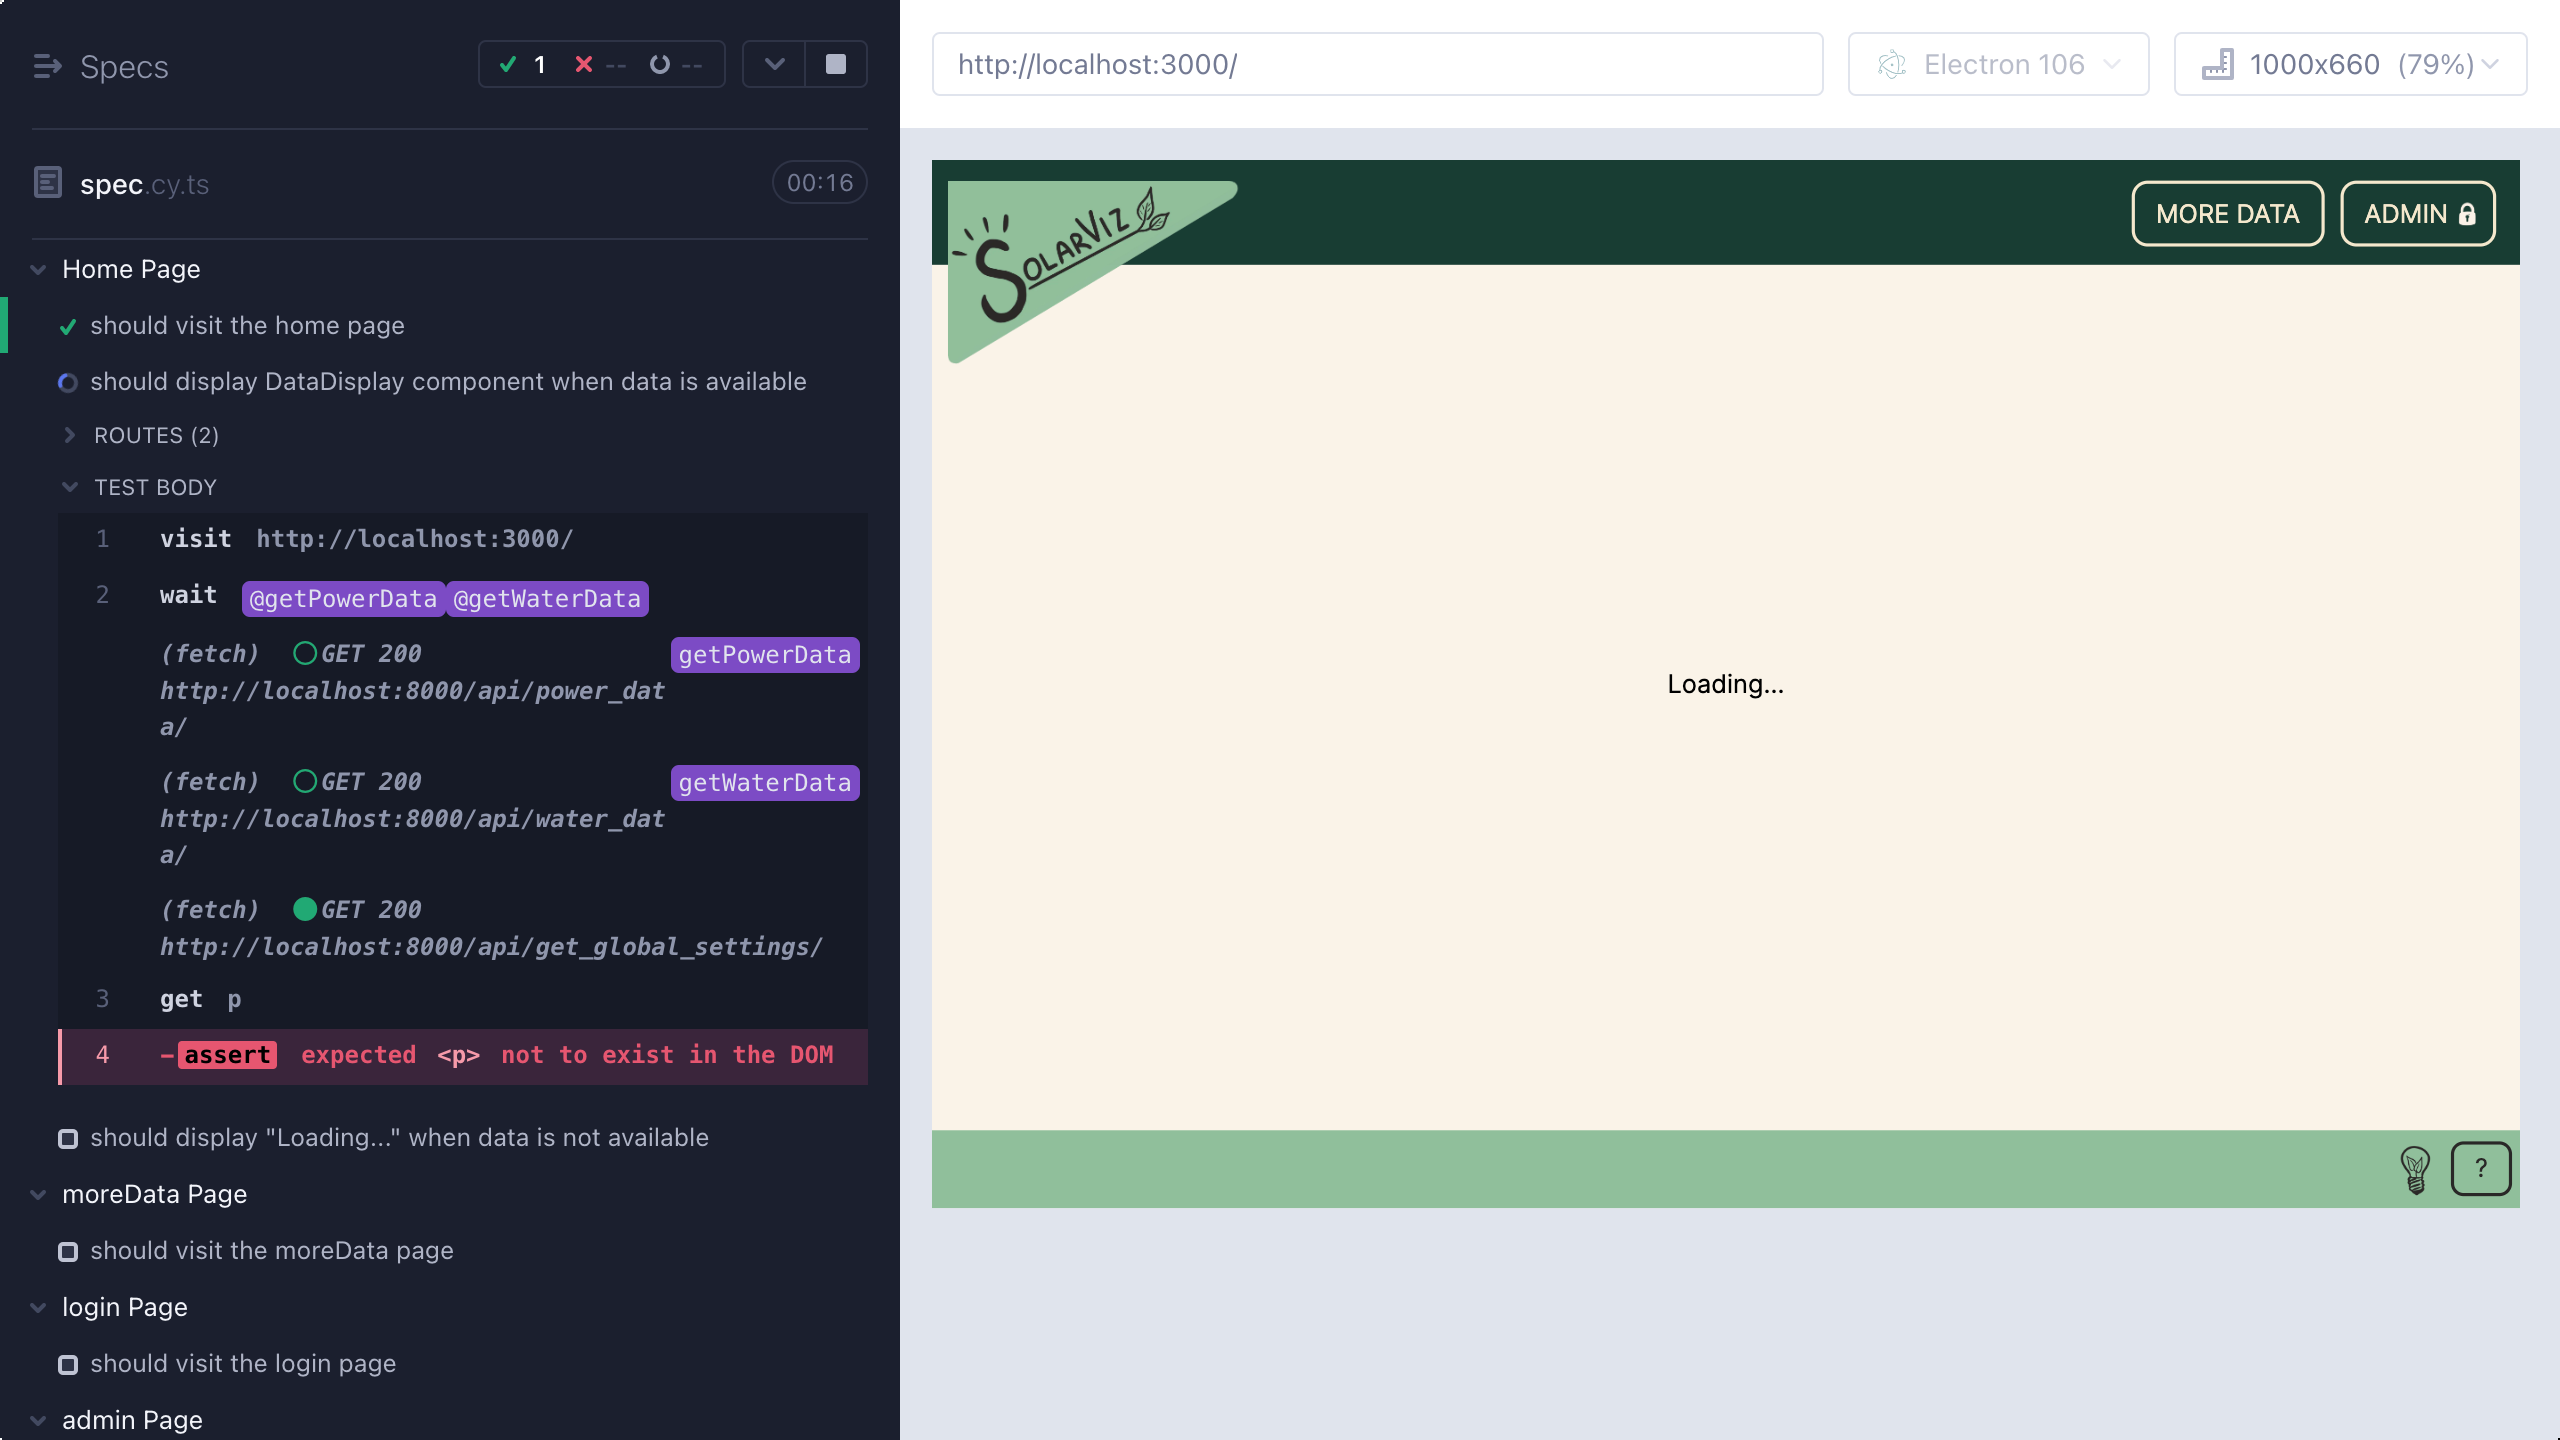 Specs
1 -- --
spec.cy.ts
00:16
Home Page
should visit the home page
should display DataDisplay component when data is available
ROUTES (2)
TEST BODY
1 visit http://localhost:3000/
2 wait @getPowerData @getWaterData
(fetch) GET 200 getPowerData
http://localhost:8000/api/power_dat
a/
(fetch) GET 200 getWaterData
http://localhost:8000/api/water_dat
a/
(fetch) GET 200
http://localhost:8000/api/get_global_settings/
3 get p
4 -assert expected <p> not to exist in the DOM
should display "Loading..." when data is not available
moreData Page
should visit the moreData page
login Page
should visit the login page
admin Page
http://localhost:3000/
Electron 106
1000x660 (79%)
SOLARVIZ
MORE DATA
ADMIN
Loading...
?